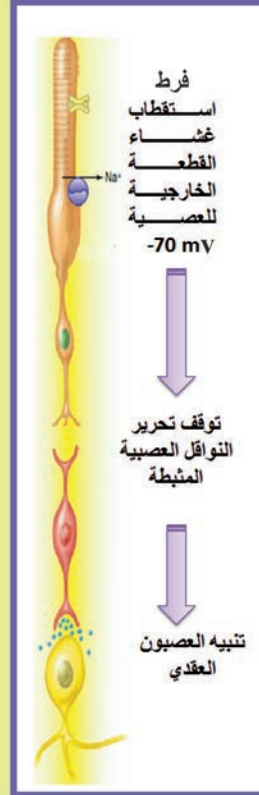 فرط
استقطاب
غشاء
القطعة
الخارجية
للعصية
-70 mV
Na⁺
توقف تحرير
النواقل العصبية
المثبطة
تنبيه العصبون
العقدي